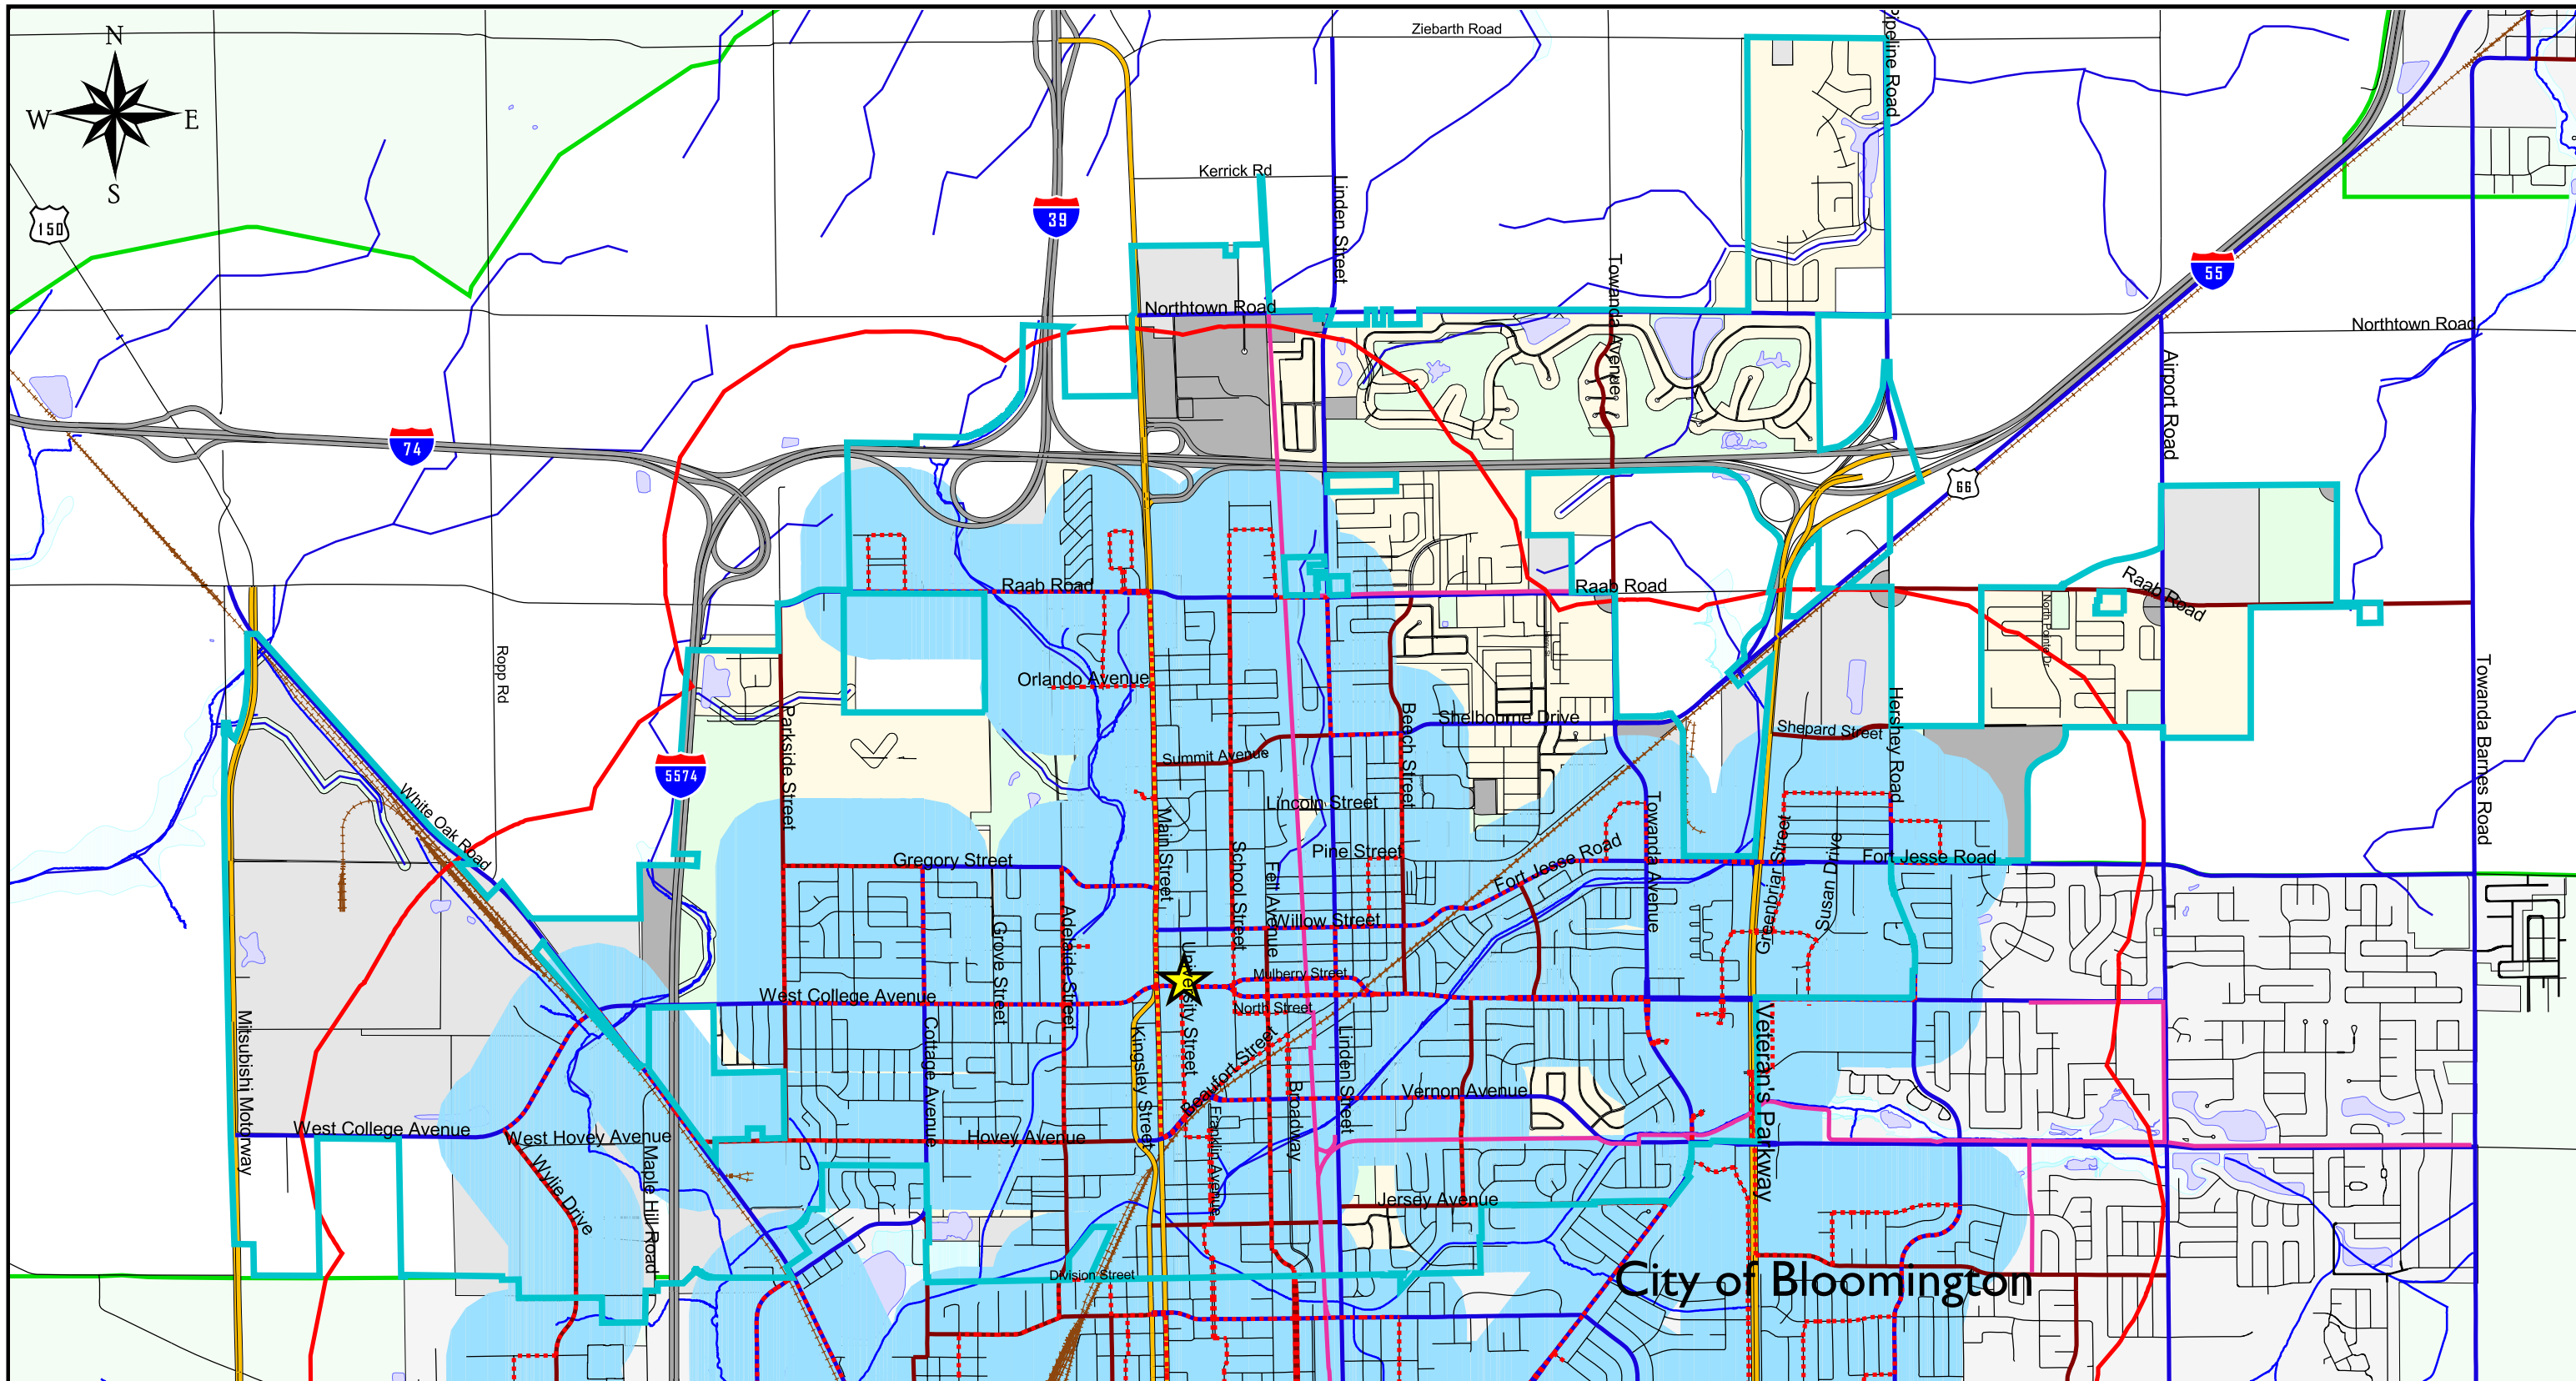 Ziebarth Road
Pipeline Road
N
W
E
S
Kerrick Rd
150
39
Linden Street
Towanda Avenue
55
Northtown Road
Northtown Road
Airport Road
74
66
Raab Road
Raab Road
Raab Road
North Pointe Dr
Ropp Rd
Orlando Avenue
Towanda Barnes Road
Parkside Street
Beech Street
Shelbourne Drive
Shepard Street
Hershey Road
Summit Avenue
5574
White Oak Road
Main Street
Lincoln Street
Towanda Avenue
Greenbriar Street
Susan Drive
School Street
Fell Avenue
Pine Street
Fort Jesse Road
Fort Jesse Road
Gregory Street
Grove Street
Adelaide Street
Willow Street
University Street
Mulberry Street
West College Avenue
North Street
Mitsubishi Motorway
Cottage Avenue
Kingsley Street
Beaufort Street
Linden Street
Veteran's Parkway
Vernon Avenue
Broadway
Franklin Avenue
West College Avenue
West Hovey Avenue
Hovey Avenue
Maple Hill Road
Wylie Drive
Jersey Avenue
Division Street
City of Bloomington